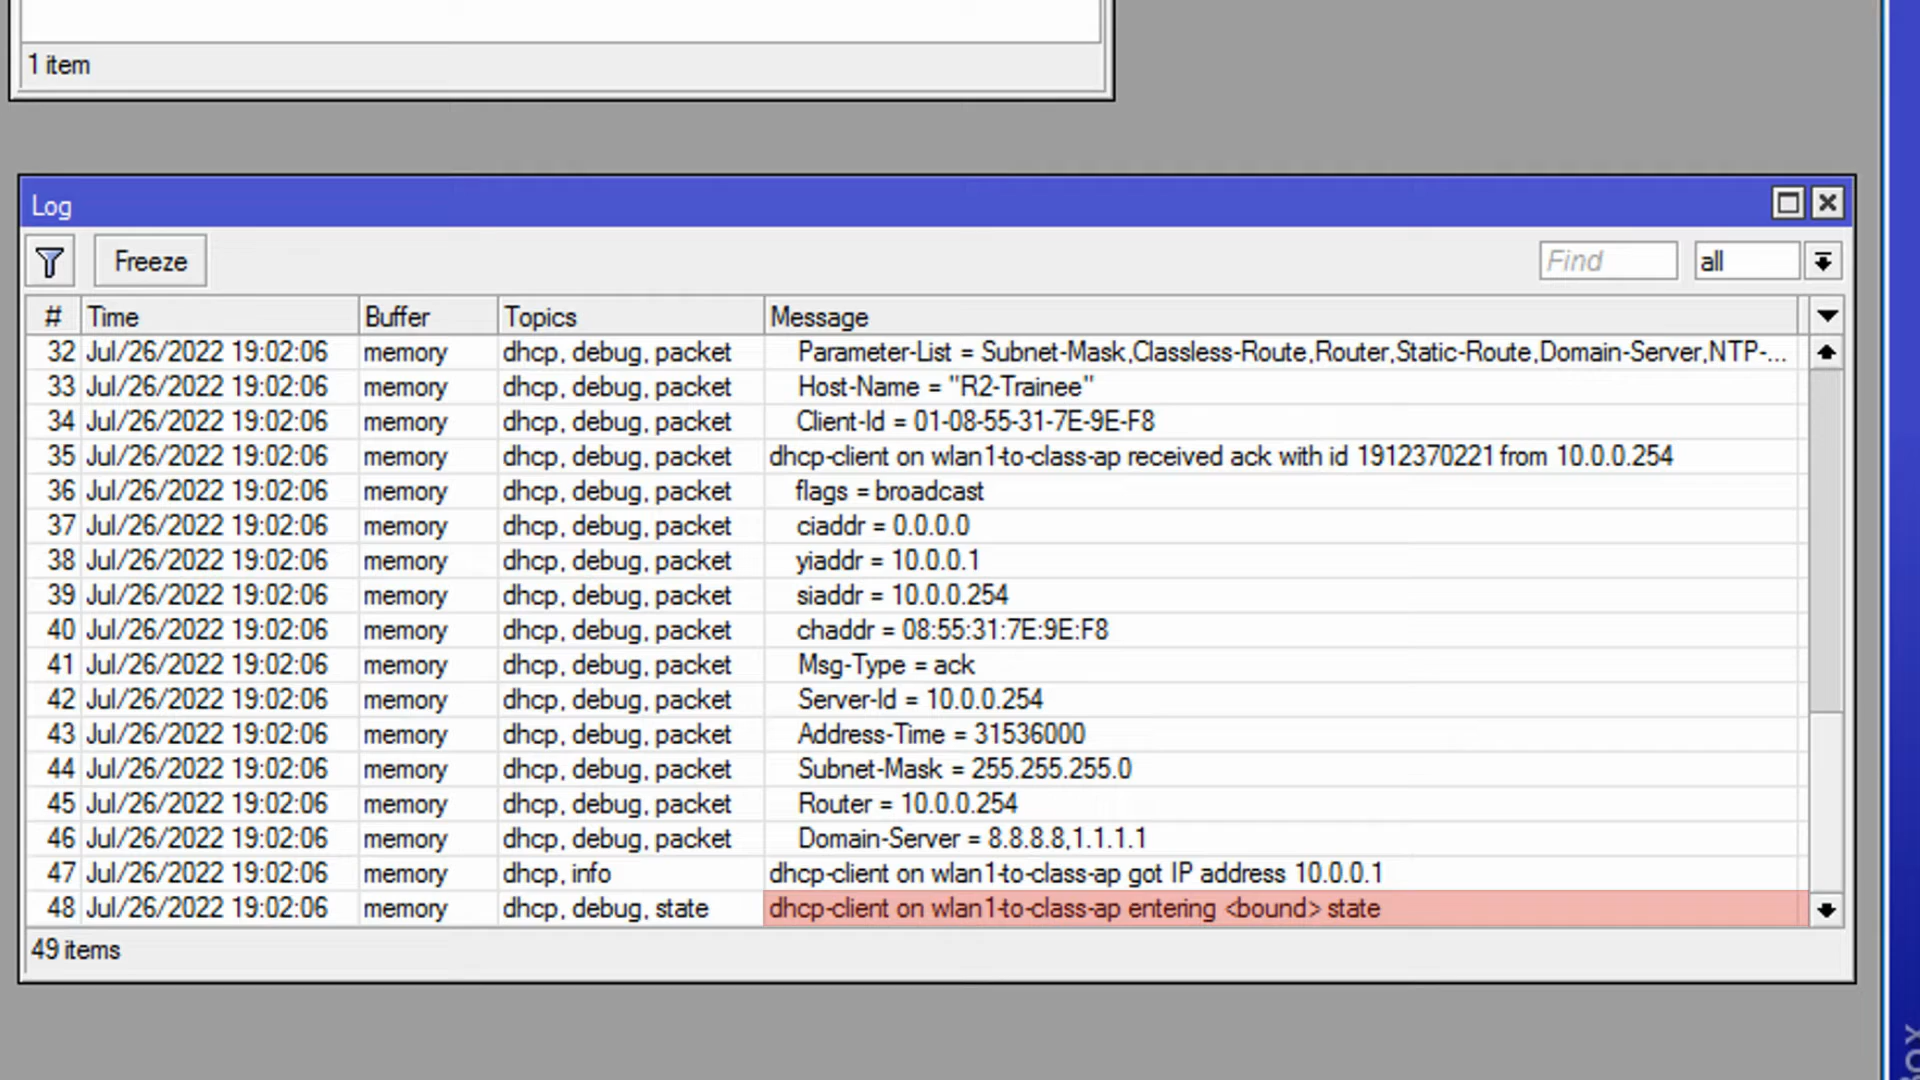 1 item
Log
Freeze
Find
all
# Time Buffer Topics Message
32 Jul/26/2022 19:02:06 memory dhcp, debug, packet Parameter-List = Subnet-Mask,Classless-Route,Router,Static-Route,Domain-Server,NTP-...
33 Jul/26/2022 19:02:06 memory dhcp, debug, packet Host-Name = "R2-Trainee"
34 Jul/26/2022 19:02:06 memory dhcp, debug, packet Client-Id = 01-08-55-31-7E-9E-F8
35 Jul/26/2022 19:02:06 memory dhcp, debug, packet dhcp-client on wlan1-to-class-ap received ack with id 1912370221 from 10.0.0.254
36 Jul/26/2022 19:02:06 memory dhcp, debug, packet flags = broadcast
37 Jul/26/2022 19:02:06 memory dhcp, debug, packet ciaddr = 0.0.0.0
38 Jul/26/2022 19:02:06 memory dhcp, debug, packet yiaddr = 10.0.0.1
39 Jul/26/2022 19:02:06 memory dhcp, debug, packet siaddr = 10.0.0.254
40 Jul/26/2022 19:02:06 memory dhcp, debug, packet chaddr = 08:55:31:7E:9E:F8
41 Jul/26/2022 19:02:06 memory dhcp, debug, packet Msg-Type = ack
42 Jul/26/2022 19:02:06 memory dhcp, debug, packet Server-Id = 10.0.0.254
43 Jul/26/2022 19:02:06 memory dhcp, debug, packet Address-Time = 31536000
44 Jul/26/2022 19:02:06 memory dhcp, debug, packet Subnet-Mask = 255.255.255.0
45 Jul/26/2022 19:02:06 memory dhcp, debug, packet Router = 10.0.0.254
46 Jul/26/2022 19:02:06 memory dhcp, debug, packet Domain-Server = 8.8.8.8,1.1.1.1
47 Jul/26/2022 19:02:06 memory dhcp, info dhcp-client on wlan1-to-class-ap got IP address 10.0.0.1
48 Jul/26/2022 19:02:06 memory dhcp, debug, state dhcp-client on wlan1-to-class-ap entering <bound> state
49 items